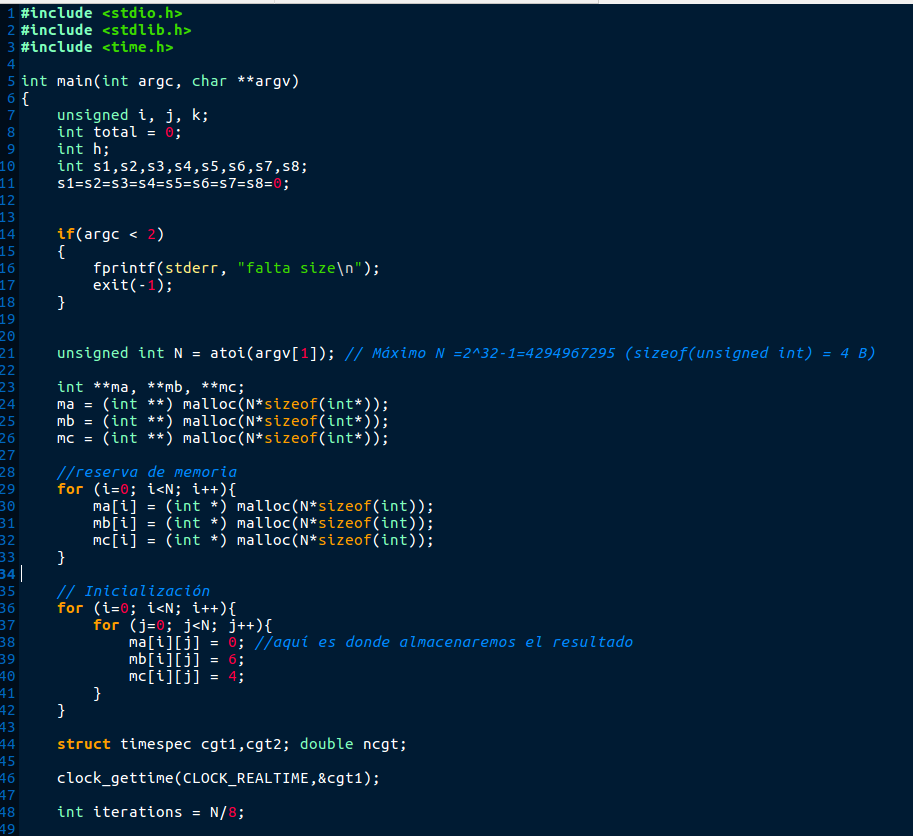 1 #include <stdio.h>
2 #include <stdlib.h>
3 #include <time.h>
4
5 int main(int argc, char **argv)
6 {
7     unsigned i, j, k;
8     int total = 0;
9     int h;
10     int s1,s2,s3,s4,s5,s6,s7,s8;
11     s1=s2=s3=s4=s5=s6=s7=s8=0;
12
13
14     if(argc < 2)
15     {
16         fprintf(stderr, "falta size\n");
17         exit(-1);
18     }
19
20
21     unsigned int N = atoi(argv[1]); // Máximo N =2^32-1=4294967295 (sizeof(unsigned int) = 4 B)
22
23     int **ma, **mb, **mc;
24     ma = (int **) malloc(N*sizeof(int*));
25     mb = (int **) malloc(N*sizeof(int*));
26     mc = (int **) malloc(N*sizeof(int*));
27
28     //reserva de memoria
29     for (i=0; i<N; i++){
30         ma[i] = (int *) malloc(N*sizeof(int));
31         mb[i] = (int *) malloc(N*sizeof(int));
32         mc[i] = (int *) malloc(N*sizeof(int));
33     }
34
35     // Inicialización
36     for (i=0; i<N; i++){
37         for (j=0; j<N; j++){
38             ma[i][j] = 0; //aquí es donde almacenaremos el resultado
39             mb[i][j] = 6;
40             mc[i][j] = 4;
41         }
42     }
43
44     struct timespec cgt1,cgt2; double ncgt;
45
46     clock_gettime(CLOCK_REALTIME,&cgt1);
47
48     int iterations = N/8;
49